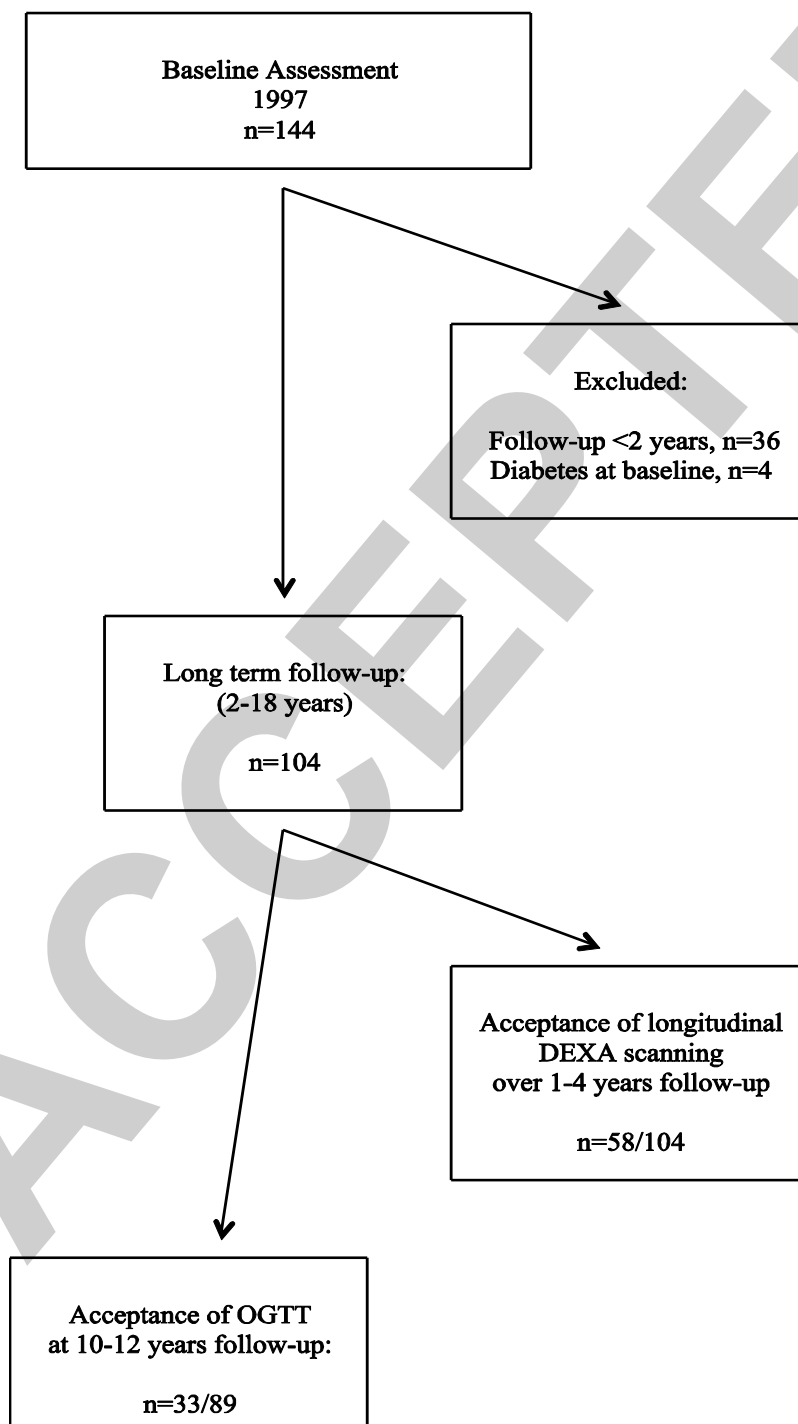 Baseline Assessment
1997
n=144
Excluded:
Follow-up <2 years, n=36
Diabetes at baseline, n=4
Long term follow-up:
(2-18 years)
n=104
Acceptance of longitudinal
DEXA scanning
over 1-4 years follow-up
n=58/104
Acceptance of OGTT
at 10-12 years follow-up:
n=33/89
ACCEPTE